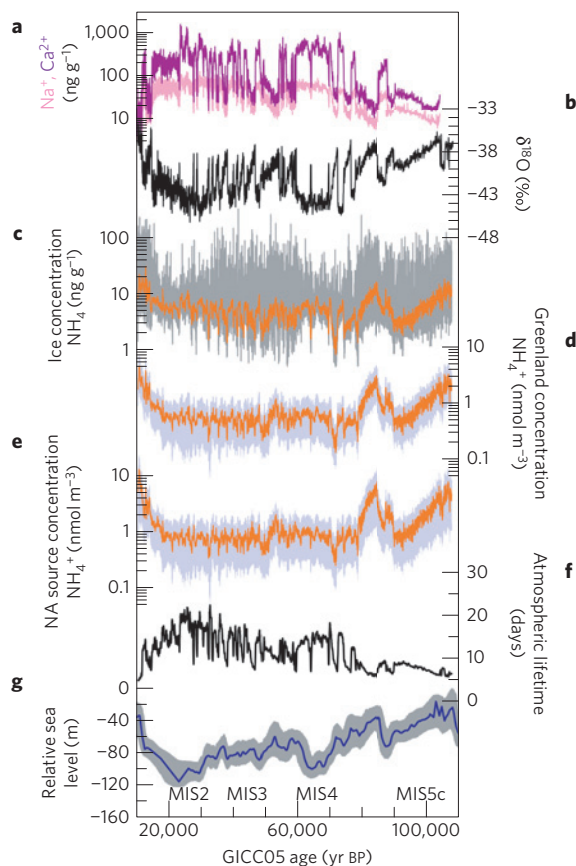 a
Na⁺, Ca²⁺
(ng g⁻¹)
1,000
100
10
b
−33
−38
−43
−48
δ¹⁸O (‰)
c
Ice concentration
NH₄ (ng g⁻¹)
100
10
1
d
10
1
0.1
Greenland concentration
NH₄⁺ (nmol m⁻³)
e
NA source concentration
NH₄⁺ (nmol m⁻³)
10
1
0.1
f
30
20
10
0
Atmospheric lifetime
(days)
g
Relative sea
level (m)
0
−40
−80
−120
−160
MIS2 MIS3 MIS4 MIS5c
20,000 60,000 100,000
GICC05 age (yr BP)